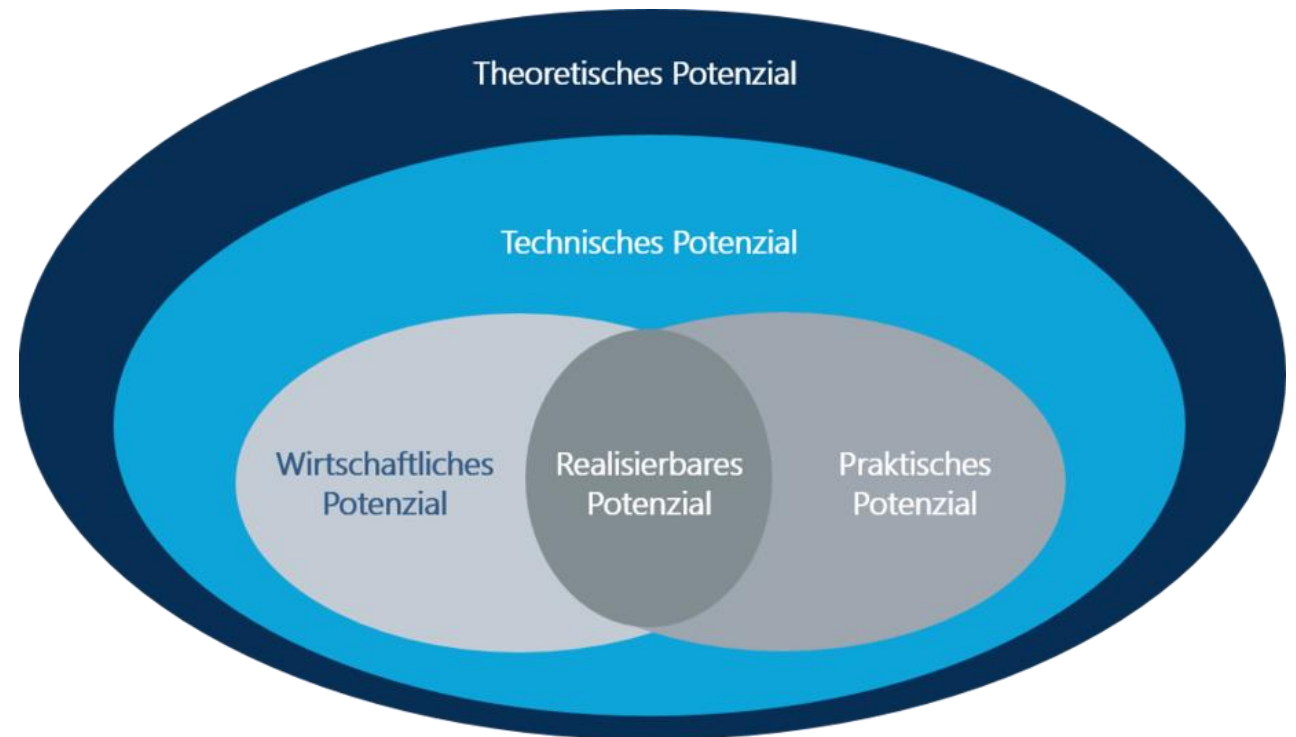 Theoretisches Potenzial
Technisches Potenzial
Wirtschaftliches
Potenzial
Realisierbares
Potenzial
Praktisches
Potenzial